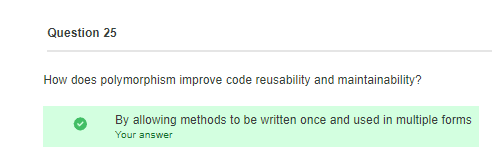 Question 25
How does polymorphism improve code reusability and maintainability?
By allowing methods to be written once and used in multiple forms
Your answer